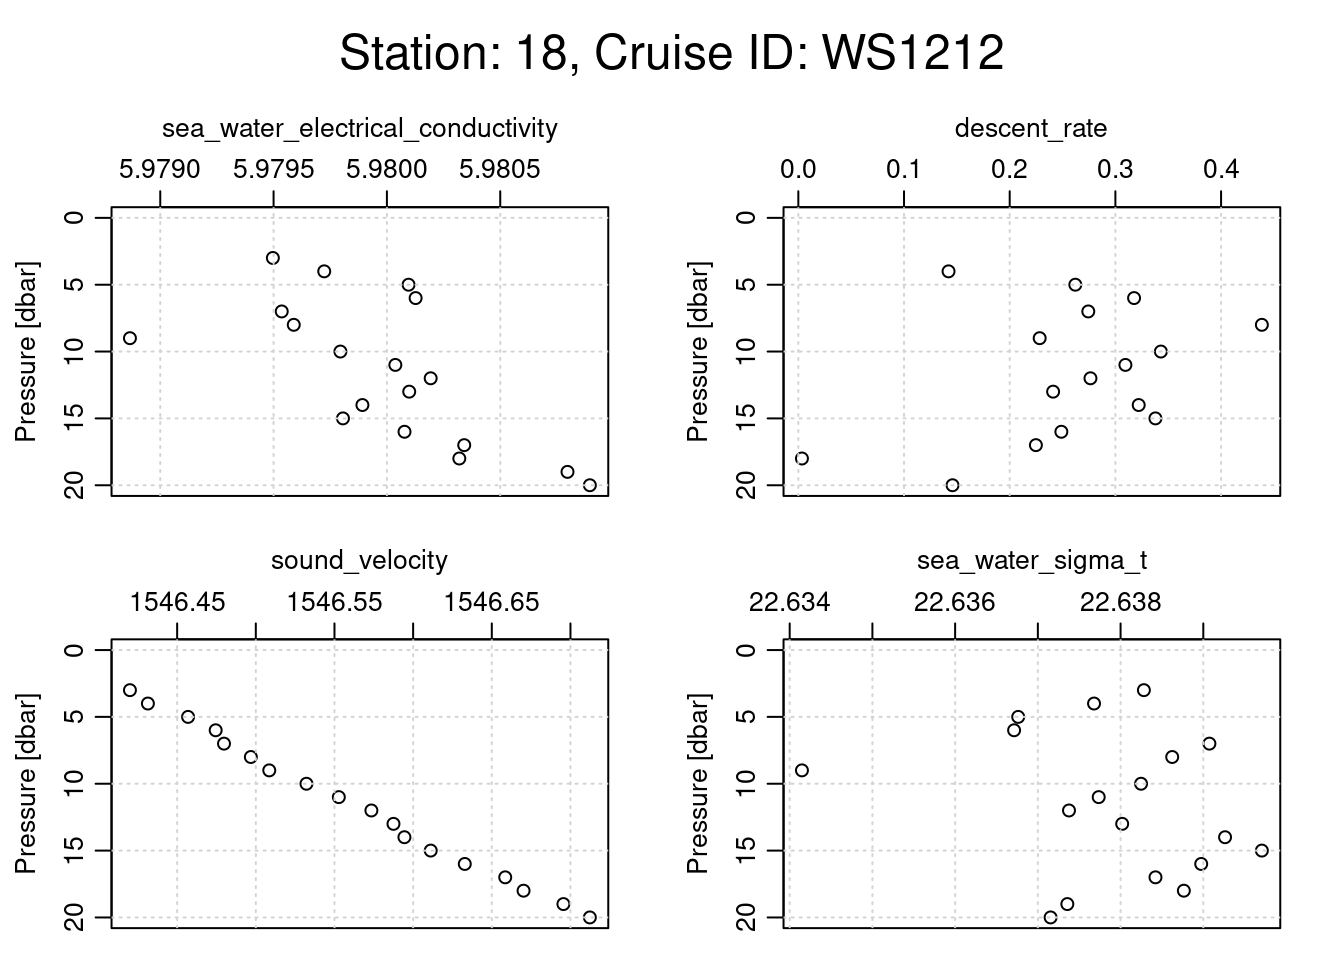 Station: 18, Cruise ID: WS1212
sea_water_electrical_conductivity
5.9790 5.9795 5.9800 5.9805
Pressure [dbar]
0
5
10
15
20
descent_rate
0.0 0.1 0.2 0.3 0.4
Pressure [dbar]
0
5
10
15
20
sound_velocity
1546.45 1546.55 1546.65
Pressure [dbar]
0
5
10
15
20
sea_water_sigma_t
22.634 22.636 22.638
Pressure [dbar]
0
5
10
15
20